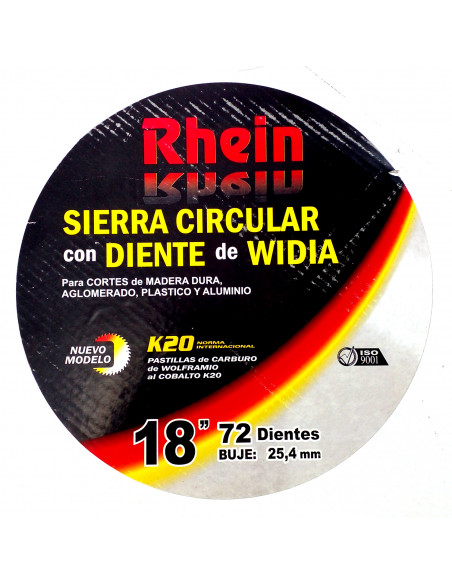 Rhein
SIERRA CIRCULAR
con DIENTE de WIDIA
Para CORTES de MADERA DURA,
AGLOMERADO, PLASTICO Y ALUMINIO
NUEVO
MODELO
K20 NORMA
INTERNACIONAL
PASTILLAS de CARBURO
de WOLFRAMIO
al COBALTO K20
ISO
9001
18” 72 Dientes
BUJE: 25,4 mm